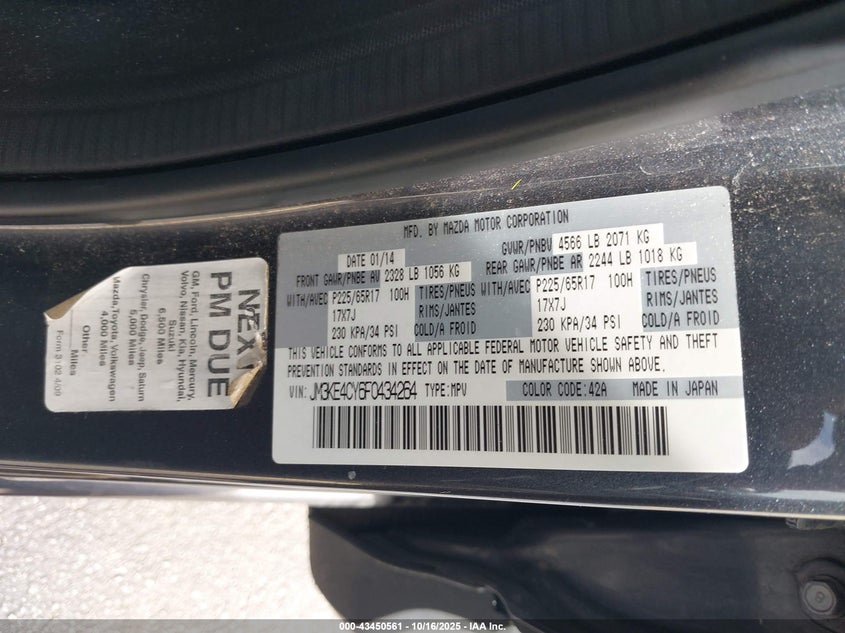 MFD. BY MAZDA MOTOR CORPORATION
DATE 01/14
GVWR/PNBV 4566 LB 2071 KG
FRONT GAWR/PNBE AV 2328 LB 1056 KG
REAR GAWR/PNBE AR 2244 LB 1018 KG
WITH/AVEC P225/65R17 100H TIRES/PNEUS
17X7J RIMS/JANTES
230 KPA/34 PSI COLD/A FROID
WITH/AVEC P225/65R17 100H TIRES/PNEUS
17X7J RIMS/JANTES
230 KPA/34 PSI COLD/A FROID
THIS VEHICLE CONFORMS TO ALL APPLICABLE FEDERAL MOTOR VEHICLE SAFETY AND THEFT
PREVENTION STANDARDS IN EFFECT ON THE DATE OF MANUFACTURE SHOWN ABOVE.
VIN: JM3KE4CY6F0434264 TYPE:MPV COLOR CODE:42A MADE IN JAPAN
NEXT
PM DUE
GM, Ford, Lincoln, Mercury,
Volvo, Nissan, Kia, Hyundai,
Suzuki
6,500 Miles
Chrysler, Dodge, Jeep, Saturn
5,000 Miles
Mazda,Toyota, Volkswagen
4,000 Miles
Other
Miles
Form 3102 4/09
000-43450561 - 10/16/2025 - IAA Inc.